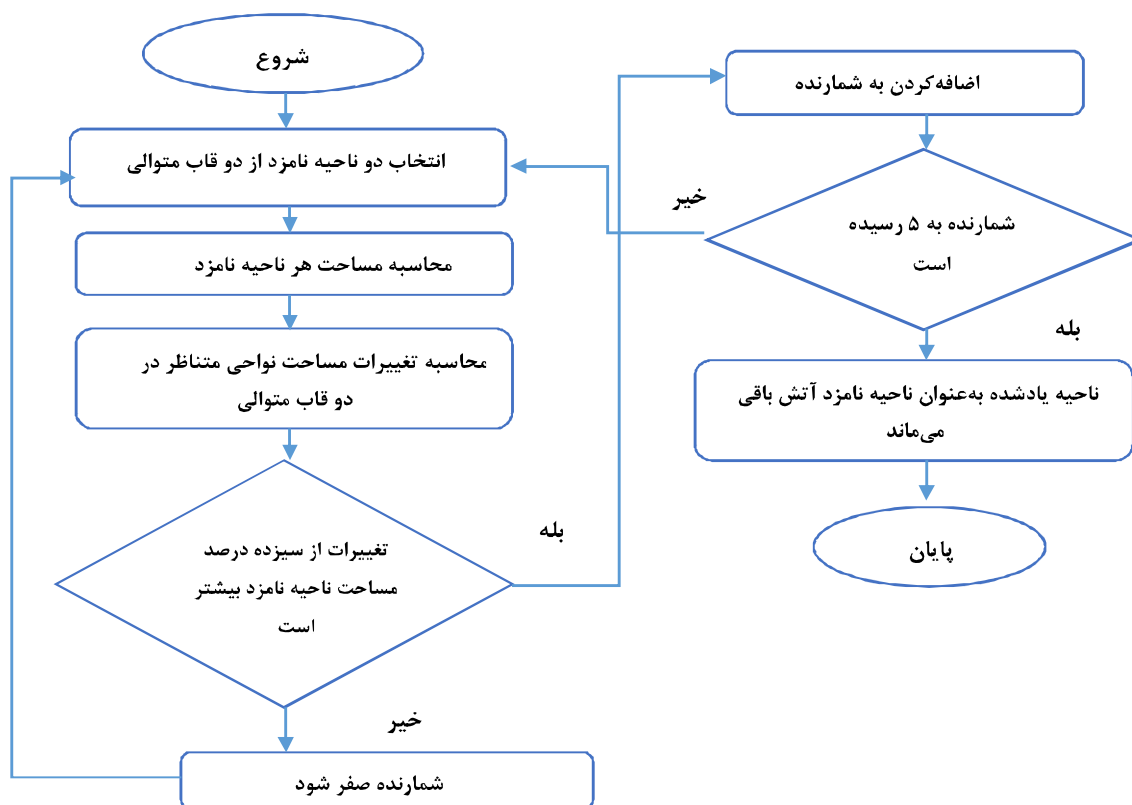 شروع
انتخاب دو ناحیه نامزد از دو قاب متوالی
محاسبه مساحت هر ناحیه نامزد
محاسبه تغییرات مساحت نواحی متناظر در
دو قاب متوالی
تغییرات از سیزده درصد
مساحت ناحیه نامزد بیشتر
است
خیر
شمارنده صفر شود
بله
اضافه‌کردن به شمارنده
شمارنده به ۵ رسیده
است
خیر
بله
ناحیه یادشده به‌عنوان ناحیه نامزد آتش باقی
می‌ماند
پایان